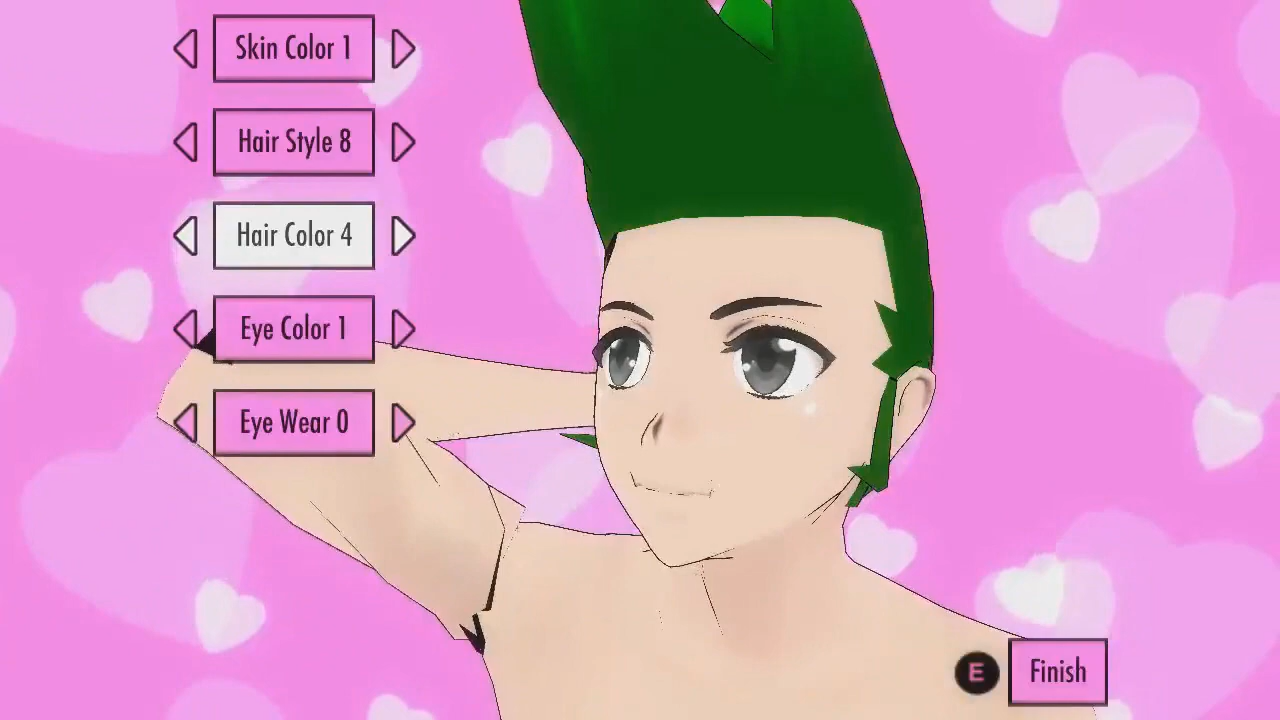 Skin Color 1
Hair Style 8
Hair Color 4
Eye Color 1
Eye Wear 0
E Finish